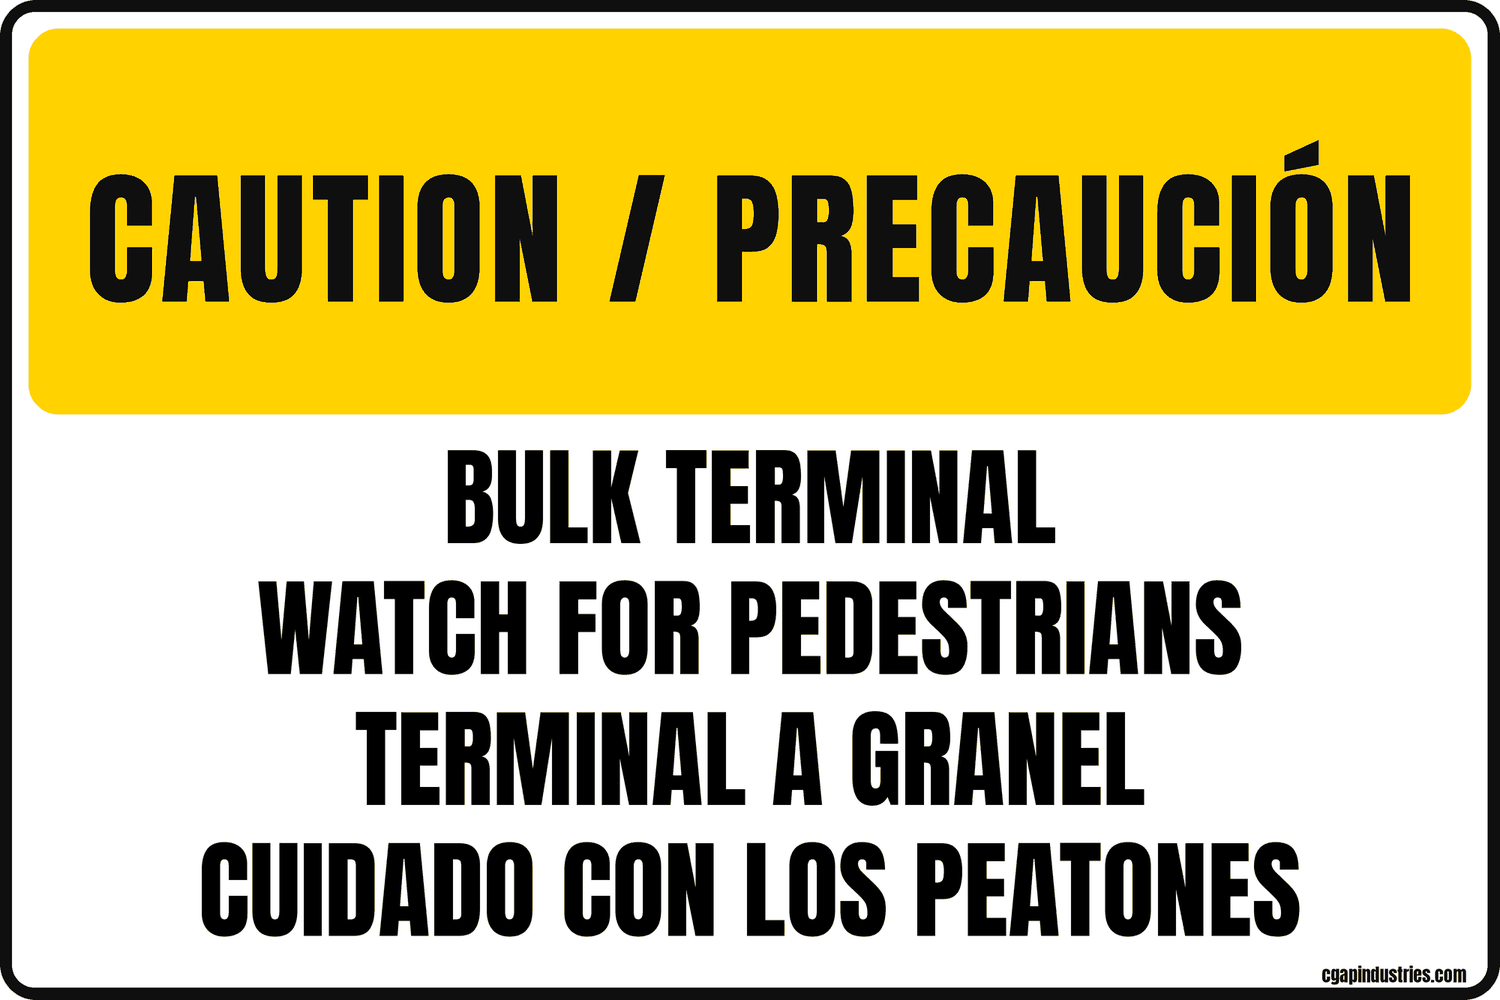 CAUTION / PRECAUCIÓN
BULK TERMINAL
WATCH FOR PEDESTRIANS
TERMINAL A GRANEL
CUIDADO CON LOS PEATONES
cgapindustries.com